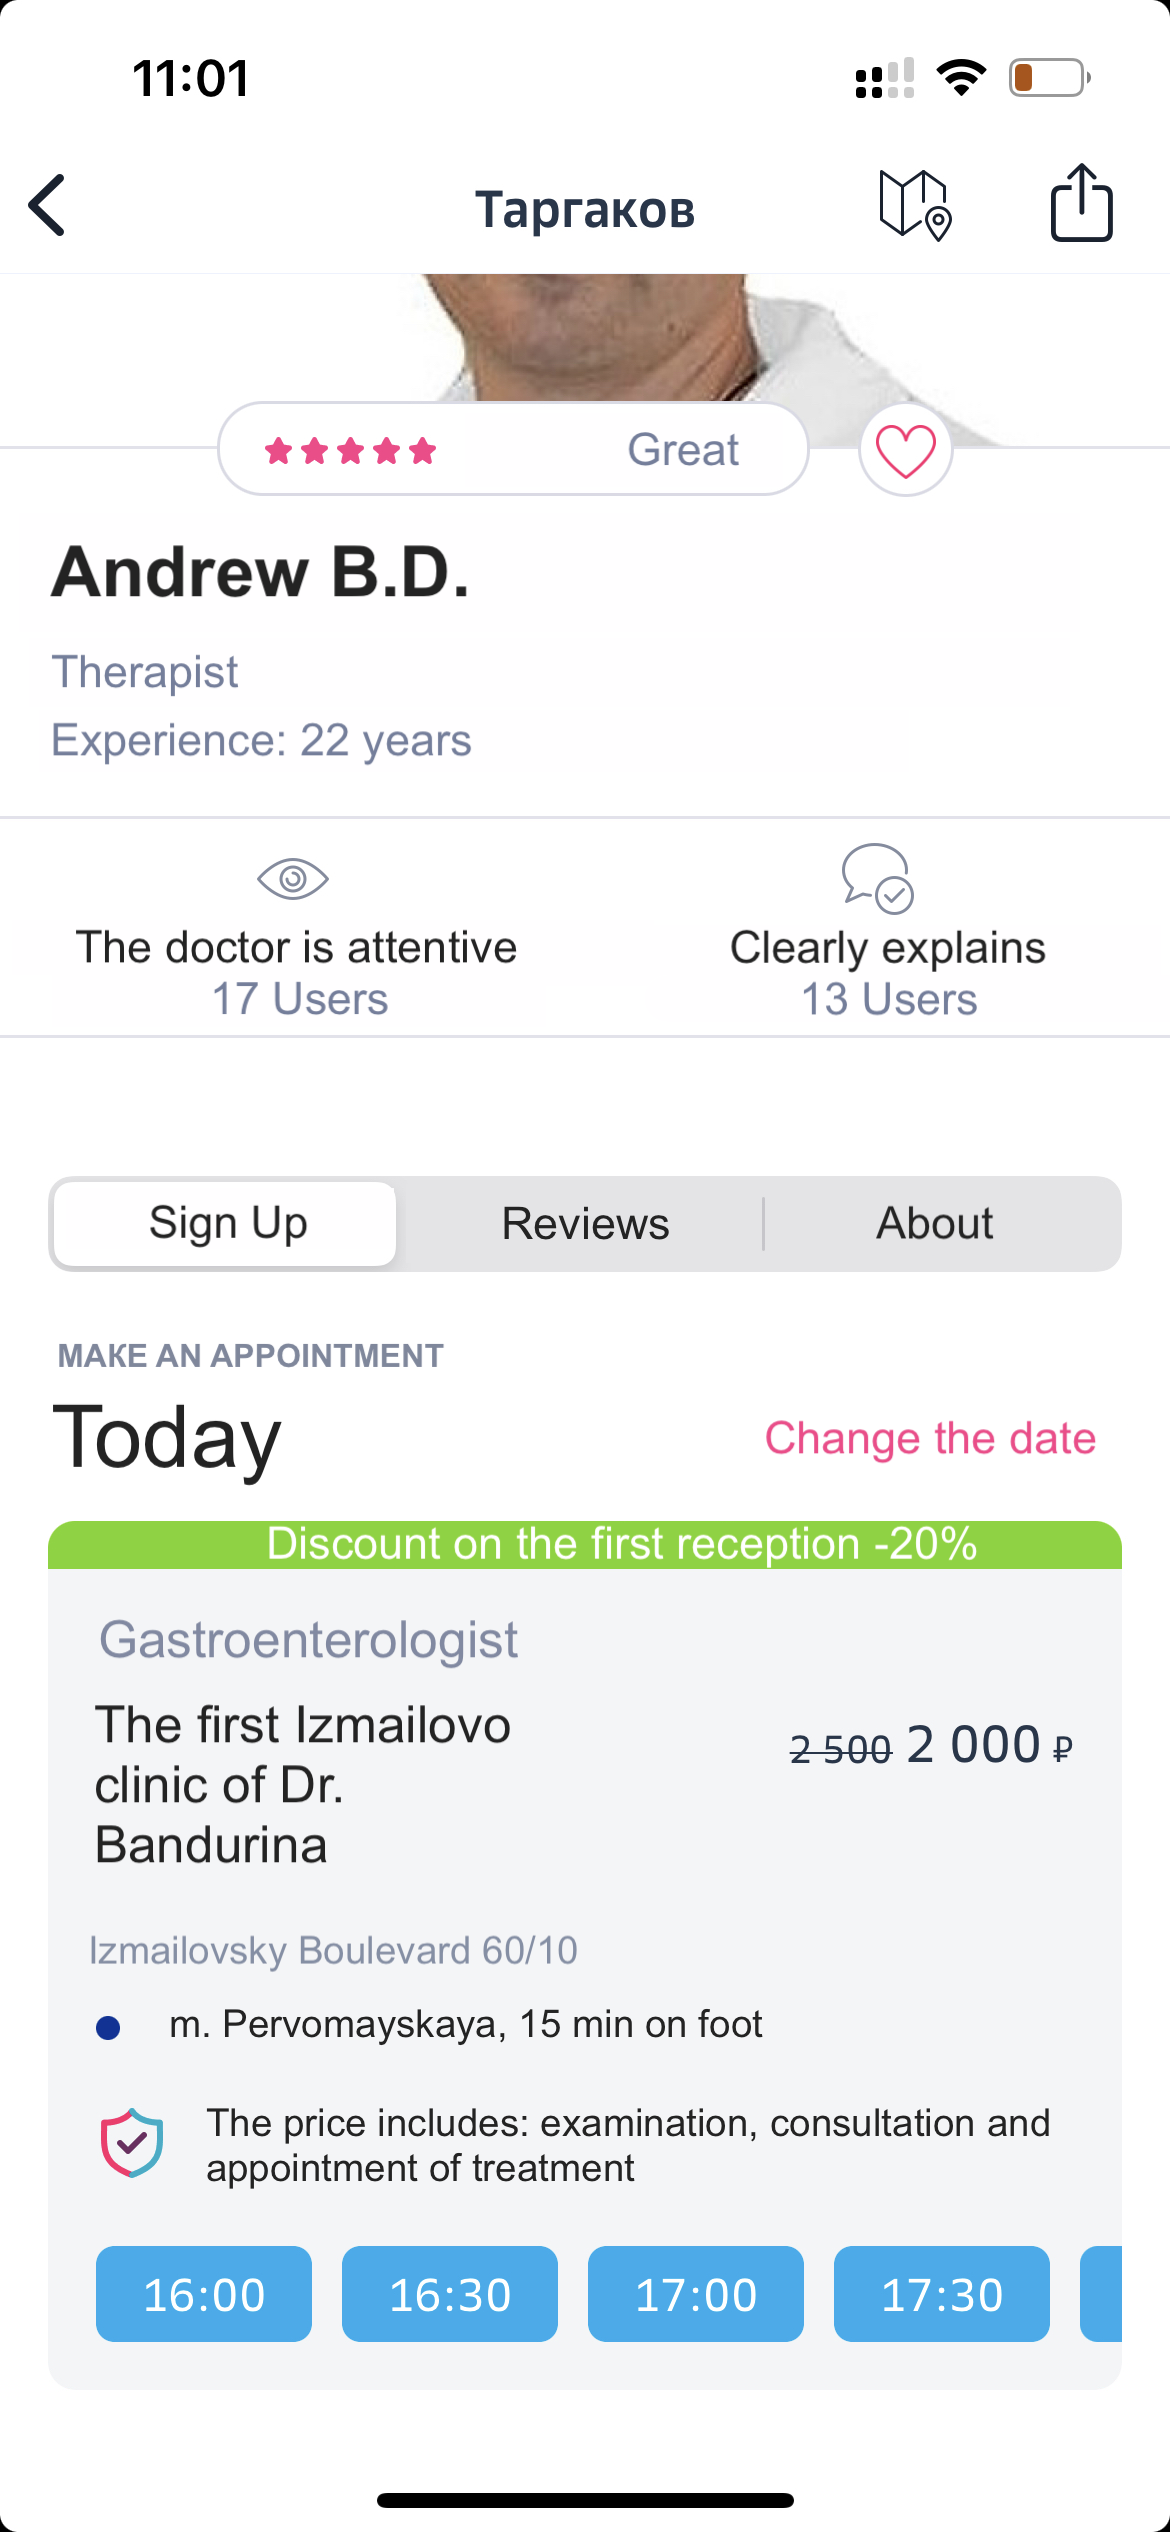 11:01
Таргаков
Great
Andrew B.D.
Therapist
Experience: 22 years
The doctor is attentive
17 Users
Clearly explains
13 Users
Sign Up
Reviews
About
MAKE AN APPOINTMENT
Today
Change the date
Discount on the first reception -20%
Gastroenterologist
The first Izmailovo
clinic of Dr.
Bandurina
2 500 2 000 ₽
Izmailovsky Boulevard 60/10
m. Pervomayskaya, 15 min on foot
The price includes: examination, consultation and
appointment of treatment
16:00
16:30
17:00
17:30